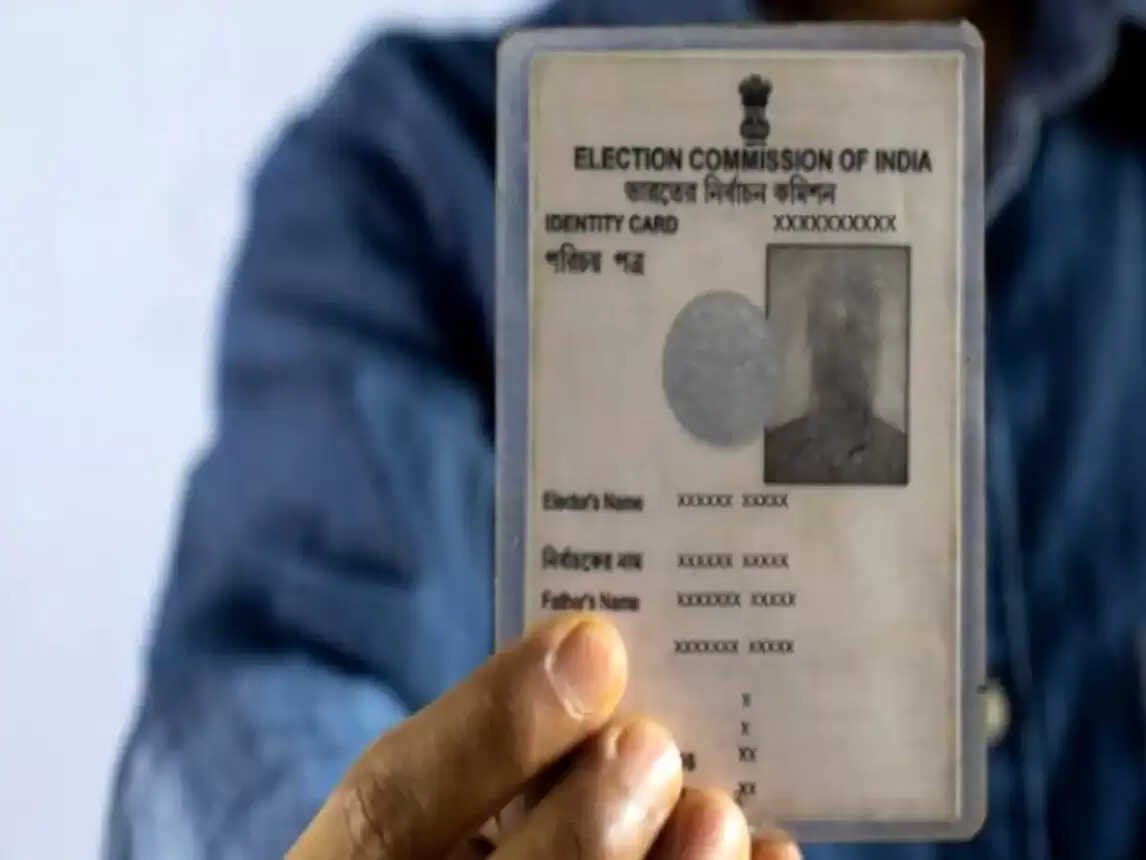 ELECTION COMMISSION OF INDIA
ভারতের নির্বাচন কমিশন
IDENTITY CARD XXXXXXXXXX
পরিচয় পত্র
Elector's Name XXXXXX XXXXX
নির্বাচকের নাম XXXXXX XXXXX
Father's Name XXXXXXX XXXXX
XXXXXXX XXXXX
X
X
XX
XX